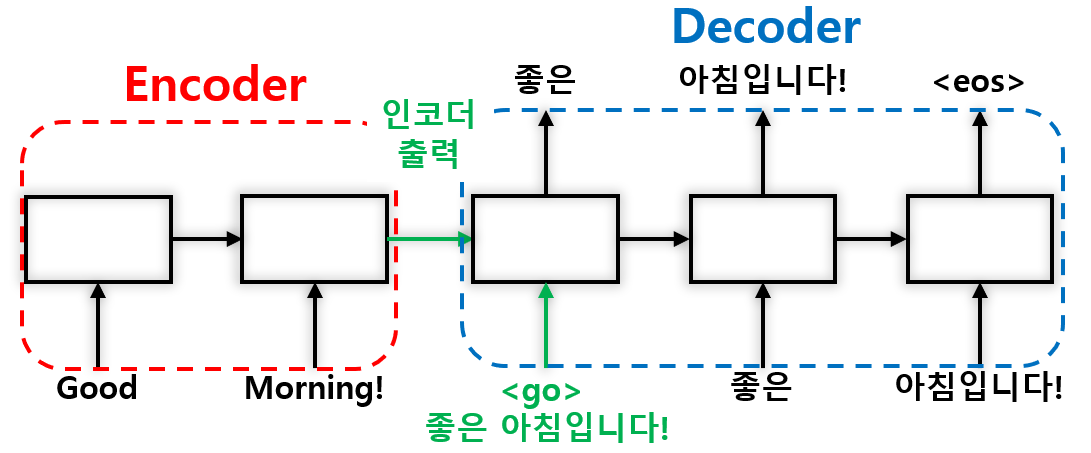 Decoder
Encoder
좋은
아침입니다!
<eos>
인코더
출력
Good
Morning!
<go>
좋은 아침입니다!
좋은
아침입니다!